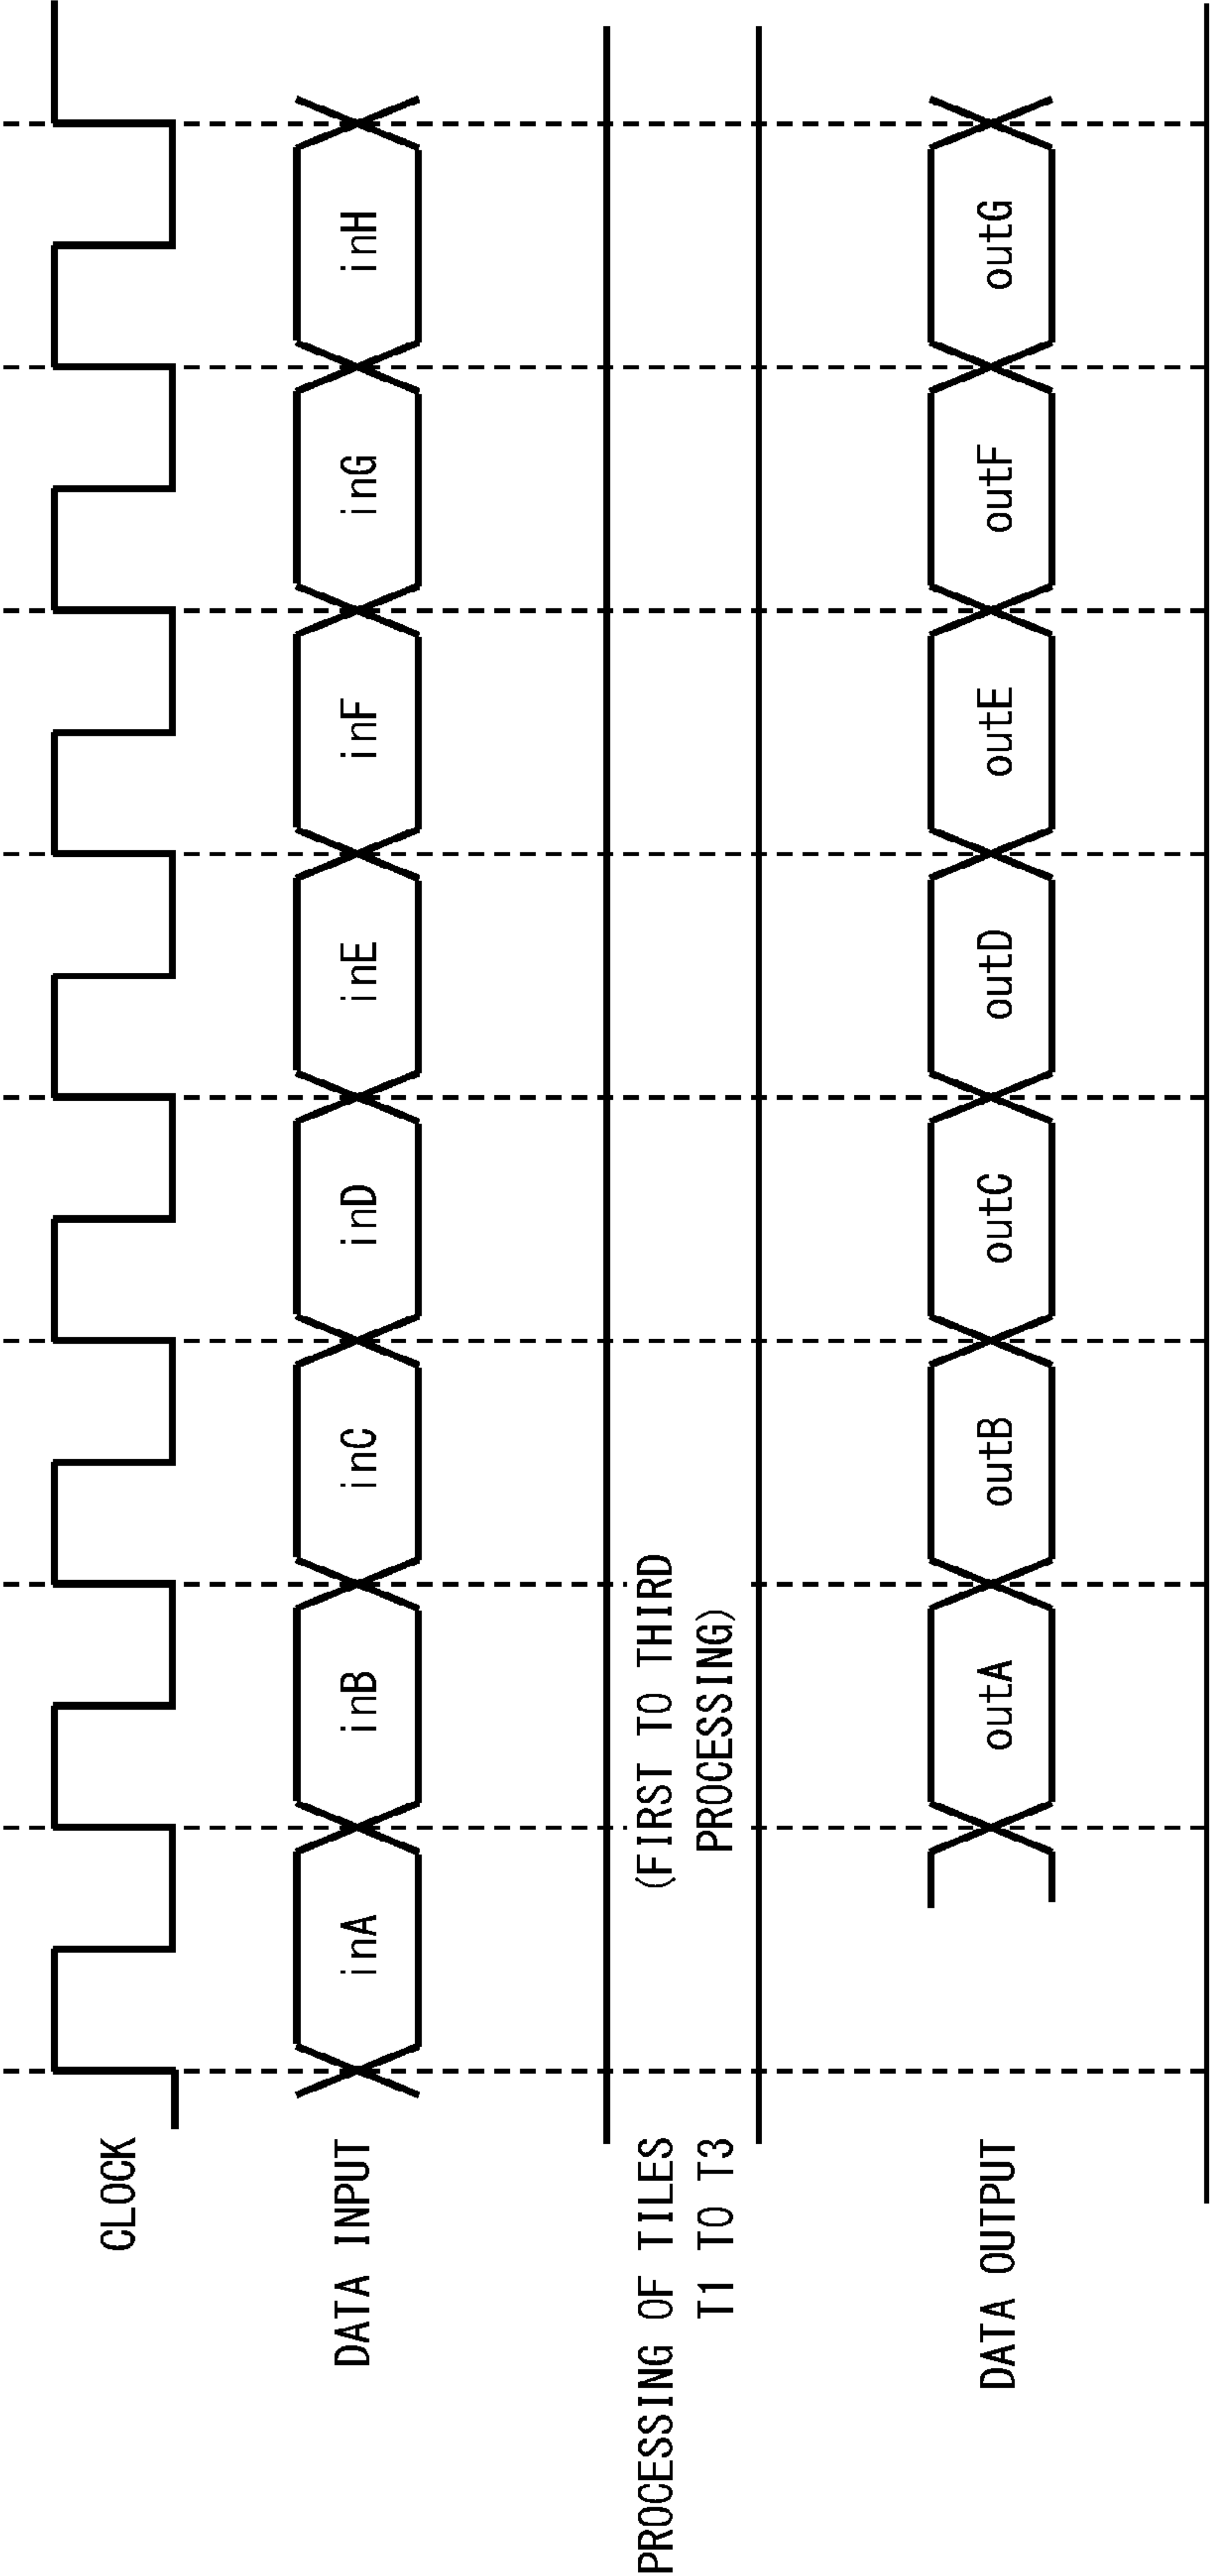 CLOCK
DATA INPUT
inA
inB
inC
inD
inE
inF
inG
inH
PROCESSING OF TILES
T1 TO T3
(FIRST TO THIRD
PROCESSING)
DATA OUTPUT
outA
outB
outC
outD
outE
outF
outG